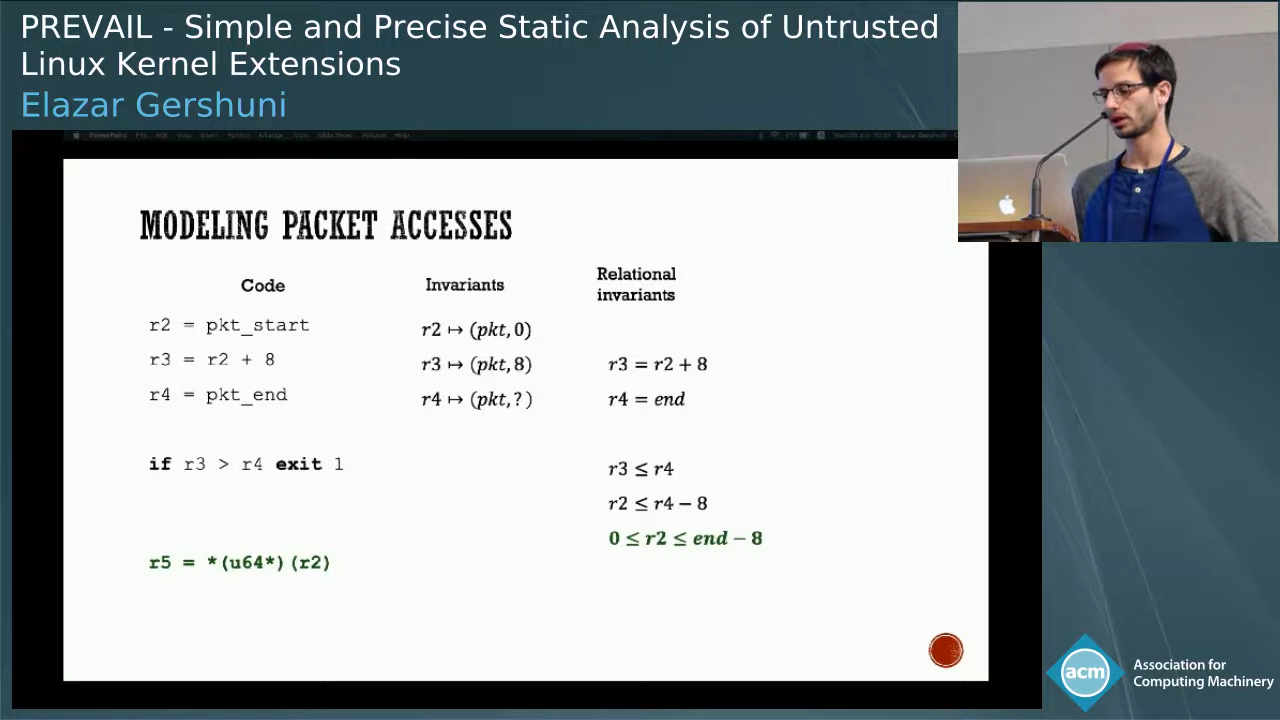 PREVAIL - Simple and Precise Static Analysis of Untrusted
Linux Kernel Extensions
Elazar Gershuni
MODELING PACKET ACCESSES
Code Invariants Relational
invariants
r2 = pkt_start r2 ↦ (pkt, 0)
r3 = r2 + 8 r3 ↦ (pkt, 8) r3 = r2 + 8
r4 = pkt_end r4 ↦ (pkt, ?) r4 = end
if r3 > r4 exit 1 r3 ≤ r4
r2 ≤ r4 − 8
0 ≤ r2 ≤ end − 8
r5 = *(u64*)(r2)
acm Association for
Computing Machinery